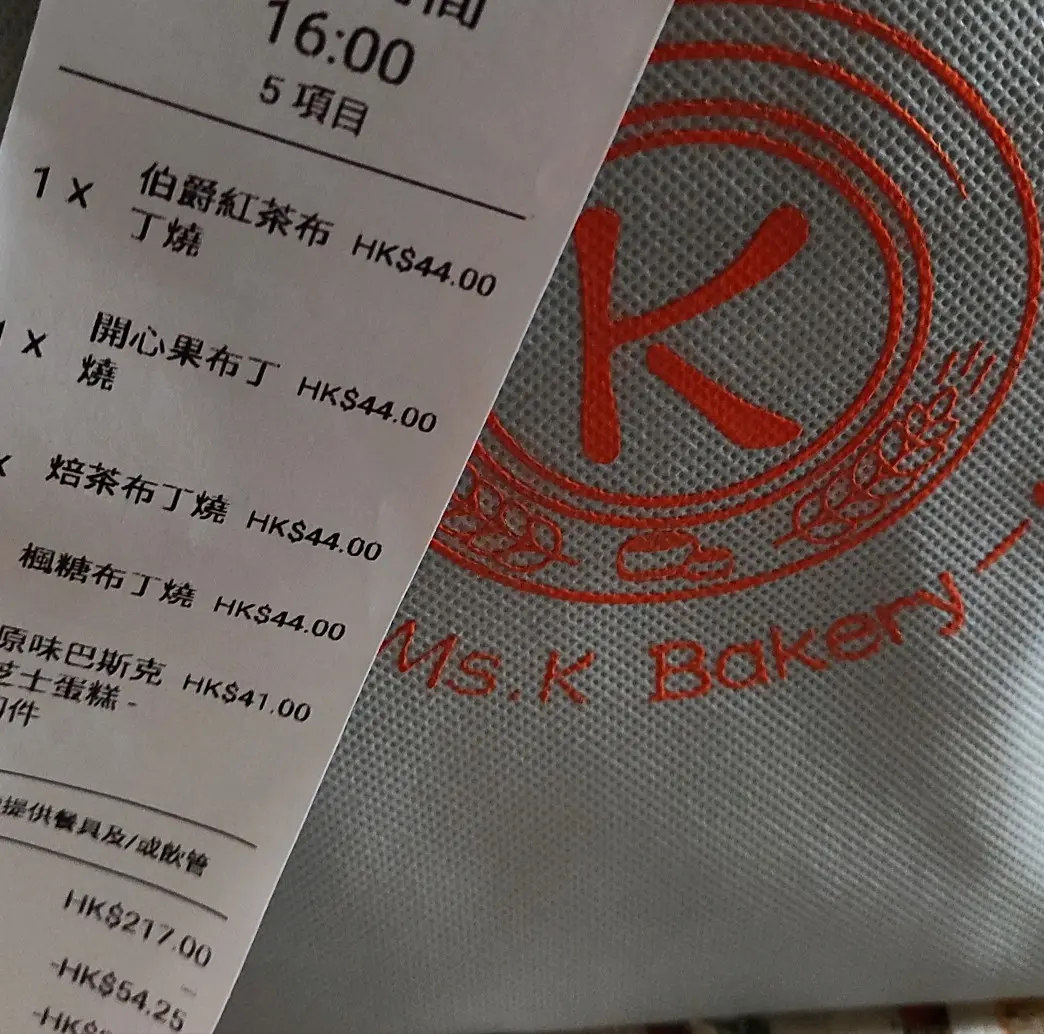 16:00
5 項目
1 x 伯爵紅茶布丁燒 HK$44.00
x 開心果布丁燒 HK$44.00
x 焙茶布丁燒 HK$44.00
楓糖布丁燒 HK$44.00
原味巴斯克 HK$41.00
芝士蛋糕 -
切件
提供餐具及/或飲管
HK$217.00
-HK$54.25
-HK$
K
Ms.K Bakery